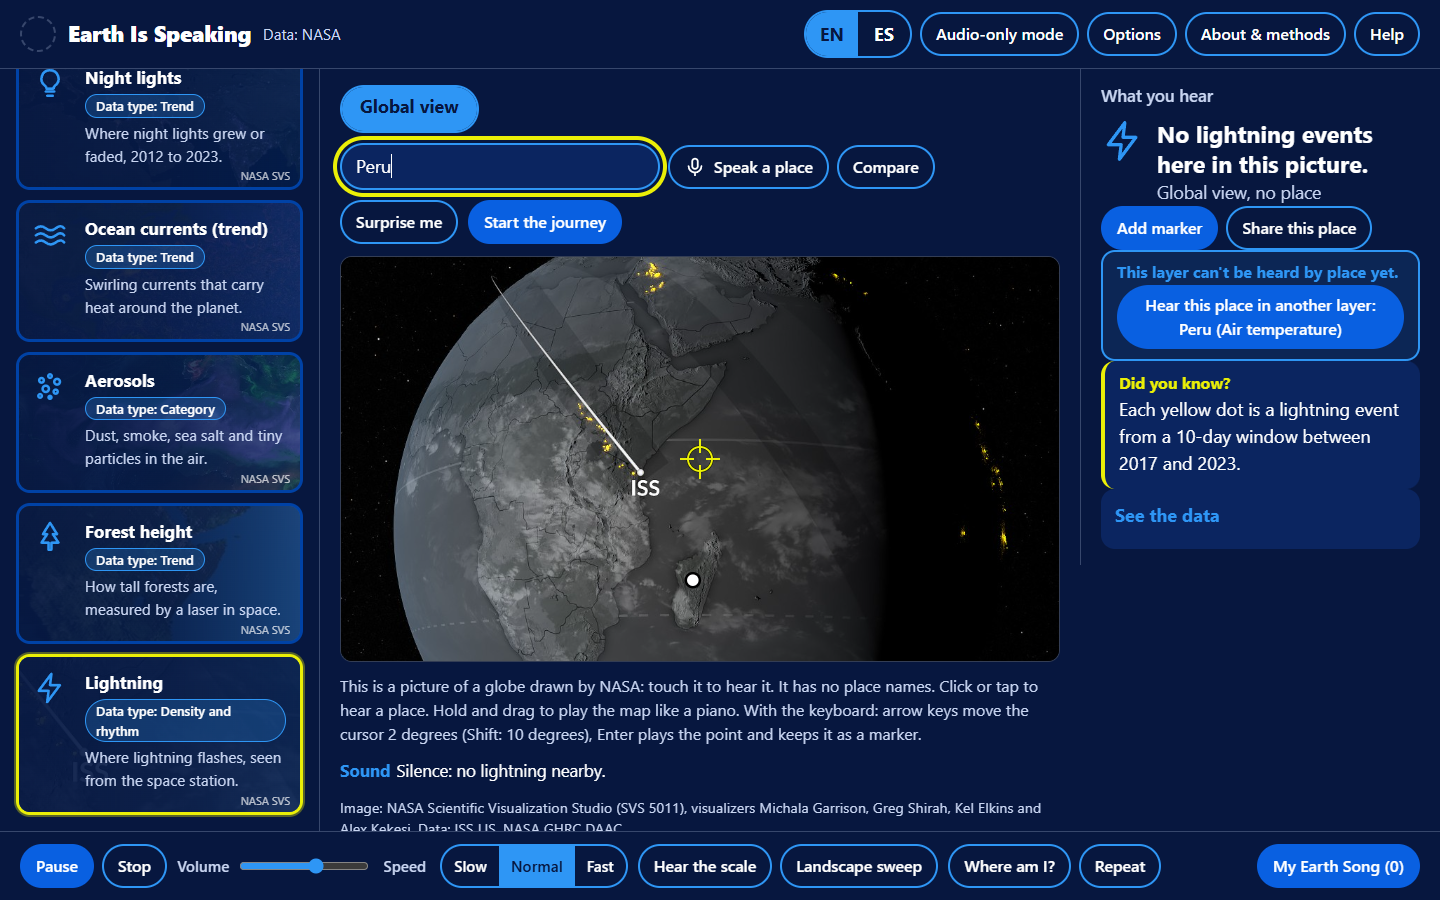 Earth Is Speaking
Data: NASA
EN
ES
Audio-only mode
Options
About & methods
Help
Night lights
Data type: Trend
Where night lights grew or
faded, 2012 to 2023.
NASA SVS
Ocean currents (trend)
Data type: Trend
Swirling currents that carry
heat around the planet.
NASA SVS
Aerosols
Data type: Category
Dust, smoke, sea salt and tiny
particles in the air.
NASA SVS
Forest height
Data type: Trend
How tall forests are,
measured by a laser in space.
NASA SVS
Lightning
Data type: Density and
rhythm
Where lightning flashes, seen
from the space station.
NASA SVS
Global view
Peru
Speak a place
Compare
Surprise me
Start the journey
ISS
This is a picture of a globe drawn by NASA: touch it to hear it. It has no place names. Click or tap to
hear a place. Hold and drag to play the map like a piano. With the keyboard: arrow keys move the
cursor 2 degrees (Shift: 10 degrees), Enter plays the point and keeps it as a marker.
Sound Silence: no lightning nearby.
Image: NASA Scientific Visualization Studio (SVS 5011), visualizers Michala Garrison, Greg Shirah, Kel Elkins and
Alex Kekesi. Data: ISS LIS, NASA GHRC DAAC
What you hear
No lightning events
here in this picture.
Global view, no place
Add marker
Share this place
This layer can't be heard by place yet.
Hear this place in another layer:
Peru (Air temperature)
Did you know?
Each yellow dot is a lightning event
from a 10-day window between
2017 and 2023.
See the data
Pause
Stop
Volume
Speed
Slow
Normal
Fast
Hear the scale
Landscape sweep
Where am I?
Repeat
My Earth Song (0)